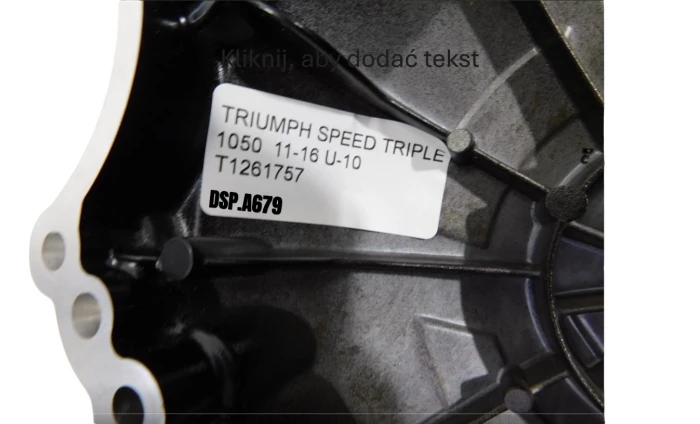 Kliknij, aby dodać tekst
TRIUMPH SPEED TRIPLE
1050 11-16 U-10
T1261757
DSP.A679